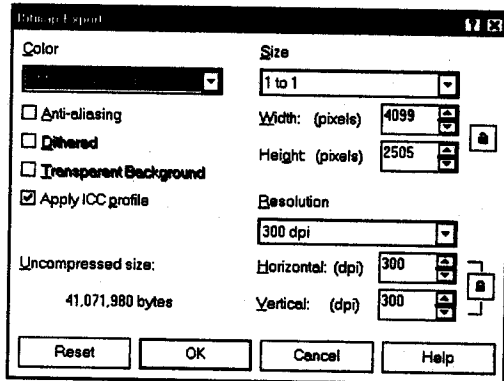 Bitmap Export
Color
Anti-aliasing
Dithered
Transparent Background
Apply ICC profile
Uncompressed size:
41,071,980 bytes
Size
1 to 1
Width: (pixels) 4099
Height: (pixels) 2505
Resolution
300 dpi
Horizontal: (dpi) 300
Vertical: (dpi) 300
Reset OK Cancel Help